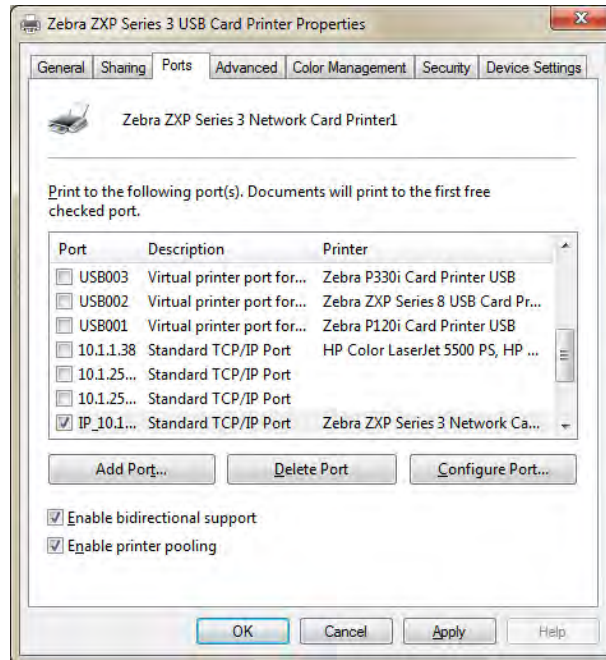 Zebra ZXP Series 3 USB Card Printer Properties
General Sharing Ports Advanced Color Management Security Device Settings
Zebra ZXP Series 3 Network Card Printer1
Print to the following port(s). Documents will print to the first free
checked port.
Port Description Printer
USB003 Virtual printer port for... Zebra P330i Card Printer USB
USB002 Virtual printer port for... Zebra ZXP Series 8 USB Card Pr...
USB001 Virtual printer port for... Zebra P120i Card Printer USB
10.1.1.38 Standard TCP/IP Port HP Color LaserJet 5500 PS, HP ...
10.1.25... Standard TCP/IP Port
10.1.25... Standard TCP/IP Port
IP_10.1... Standard TCP/IP Port Zebra ZXP Series 3 Network Ca...
Add Port... Delete Port Configure Port...
Enable bidirectional support
Enable printer pooling
OK Cancel Apply Help